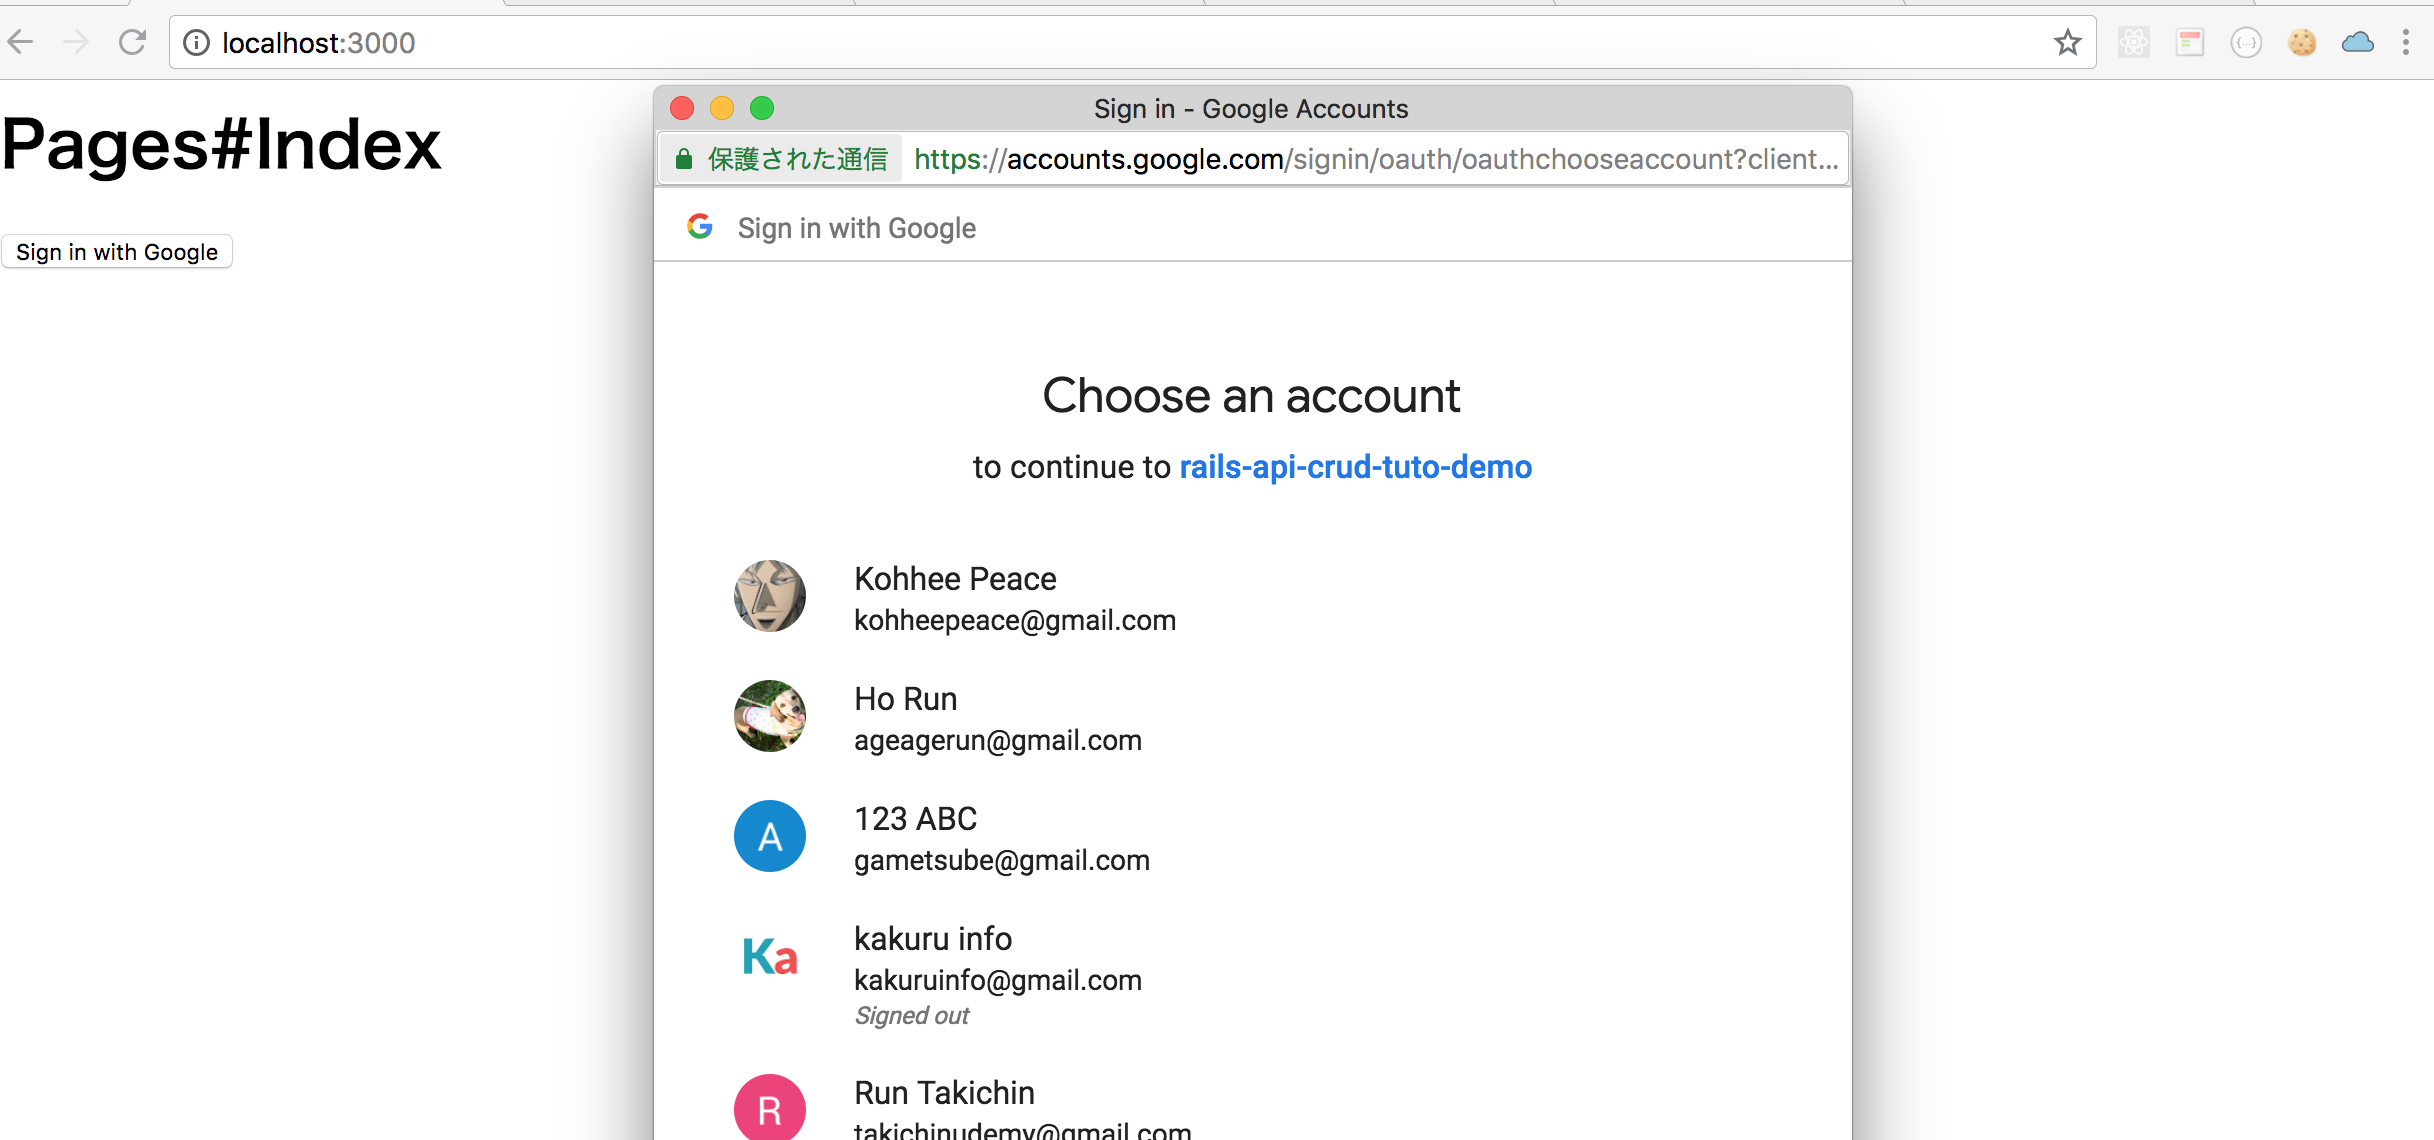 localhost:3000
Pages#Index
Sign in with Google
Sign in - Google Accounts
保護された通信 https://accounts.google.com/signin/oauth/oauthchooseaccount?client...
Sign in with Google
Choose an account
to continue to rails-api-crud-tuto-demo
Kohhee Peace
kohheepeace@gmail.com
Ho Run
ageagerun@gmail.com
A
123 ABC
gametsube@gmail.com
Ka
kakuru info
kakuruinfo@gmail.com
Signed out
R
Run Takichin
takichinudemy@gmail.com